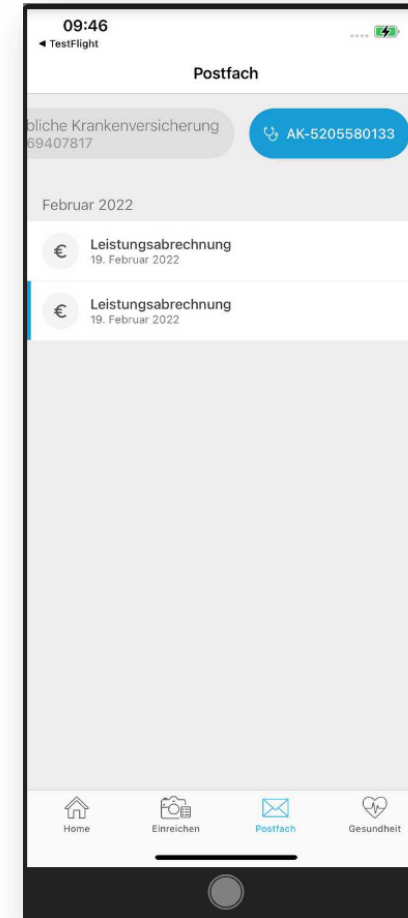 09:46
◀ TestFlight
Postfach
bliche Krankenversicherung
69407817
AK-5205580133
Februar 2022
€
Leistungsabrechnung
19. Februar 2022
€
Leistungsabrechnung
19. Februar 2022
Home
Einreichen
Postfach
Gesundheit